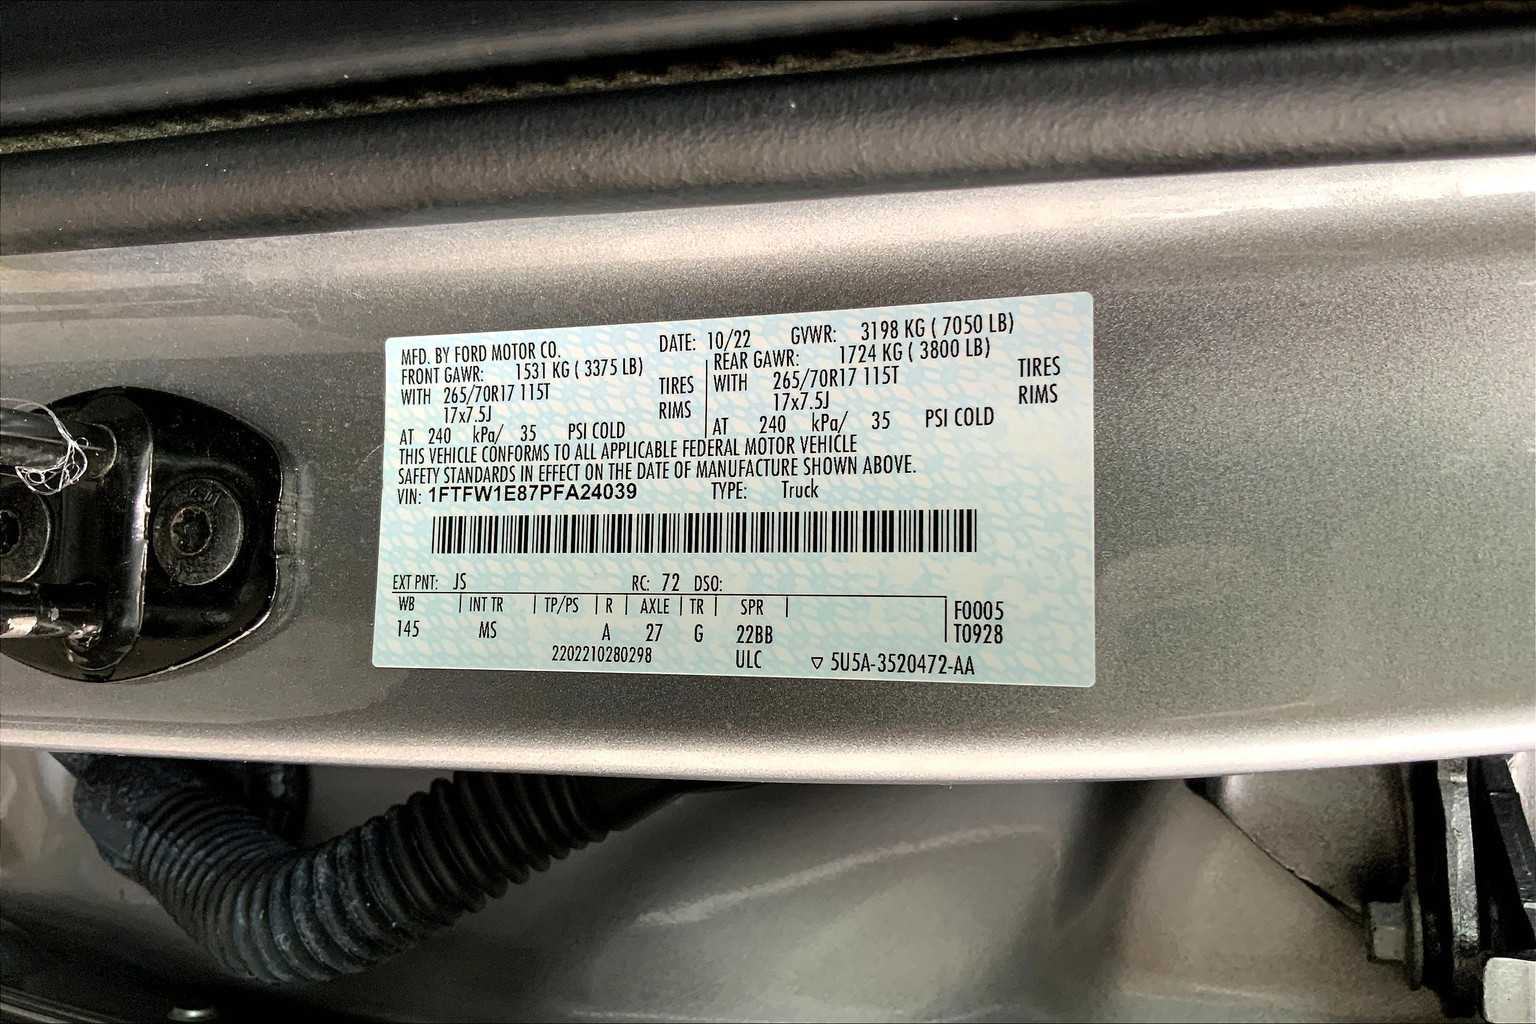 MFD. BY FORD MOTOR CO. DATE: 10/22 GVWR: 3198 KG ( 7050 LB)
FRONT GAWR: 1531 KG ( 3375 LB) REAR GAWR: 1724 KG ( 3800 LB)
WITH 265/70R17 115T TIRES WITH 265/70R17 115T TIRES
17x7.5J RIMS 17x7.5J RIMS
AT 240 kPa/ 35 PSI COLD AT 240 kPa/ 35 PSI COLD
THIS VEHICLE CONFORMS TO ALL APPLICABLE FEDERAL MOTOR VEHICLE
SAFETY STANDARDS IN EFFECT ON THE DATE OF MANUFACTURE SHOWN ABOVE.
VIN: 1FTFW1E87PFA24039 TYPE: Truck
EXT PNT: JS RC: 72 DSO:
WB INT TR TP/PS R AXLE TR SPR F0005
145 MS A 27 G 22BB T0928
2202210280298 ULC ▽ 5U5A-3520472-AA